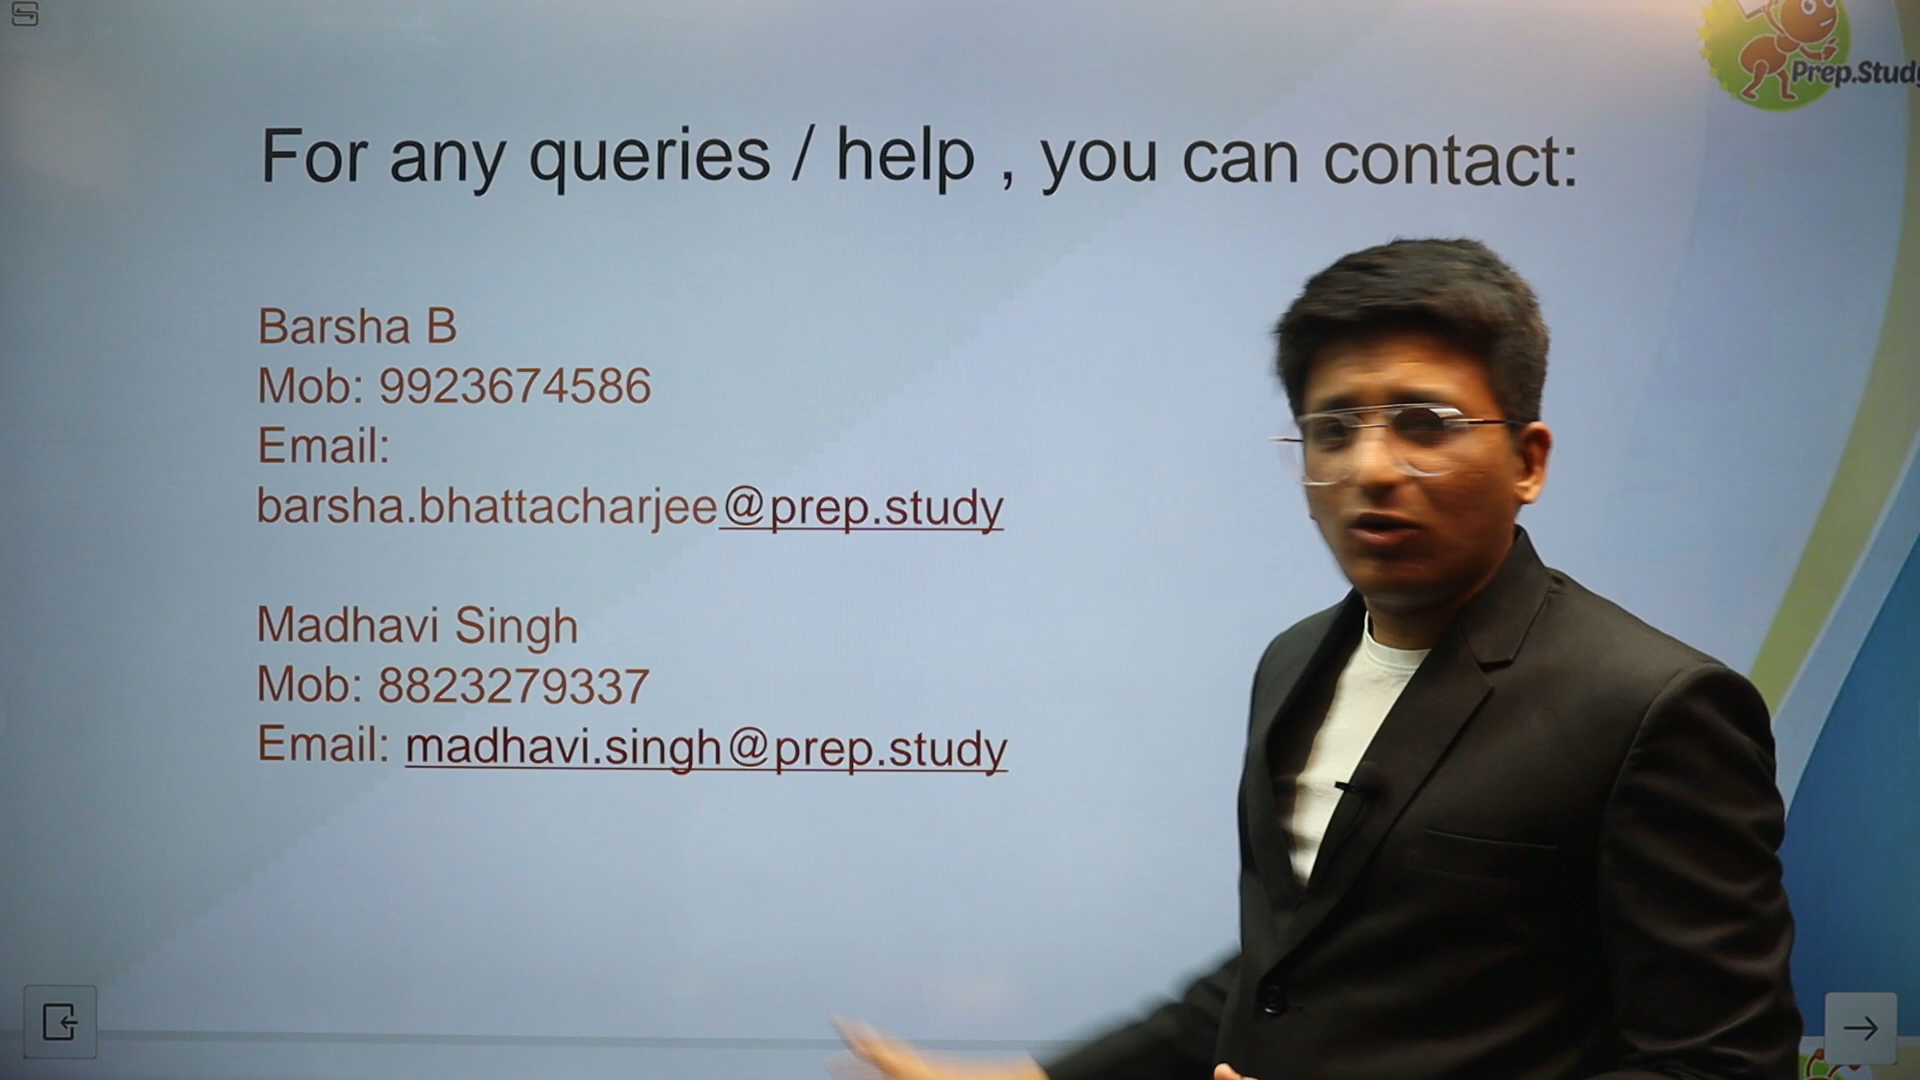 Prep.Study
For any queries / help , you can contact:
Barsha B
Mob: 9923674586
Email:
barsha.bhattacharjee@prep.study
Madhavi Singh
Mob: 8823279337
Email: madhavi.singh@prep.study